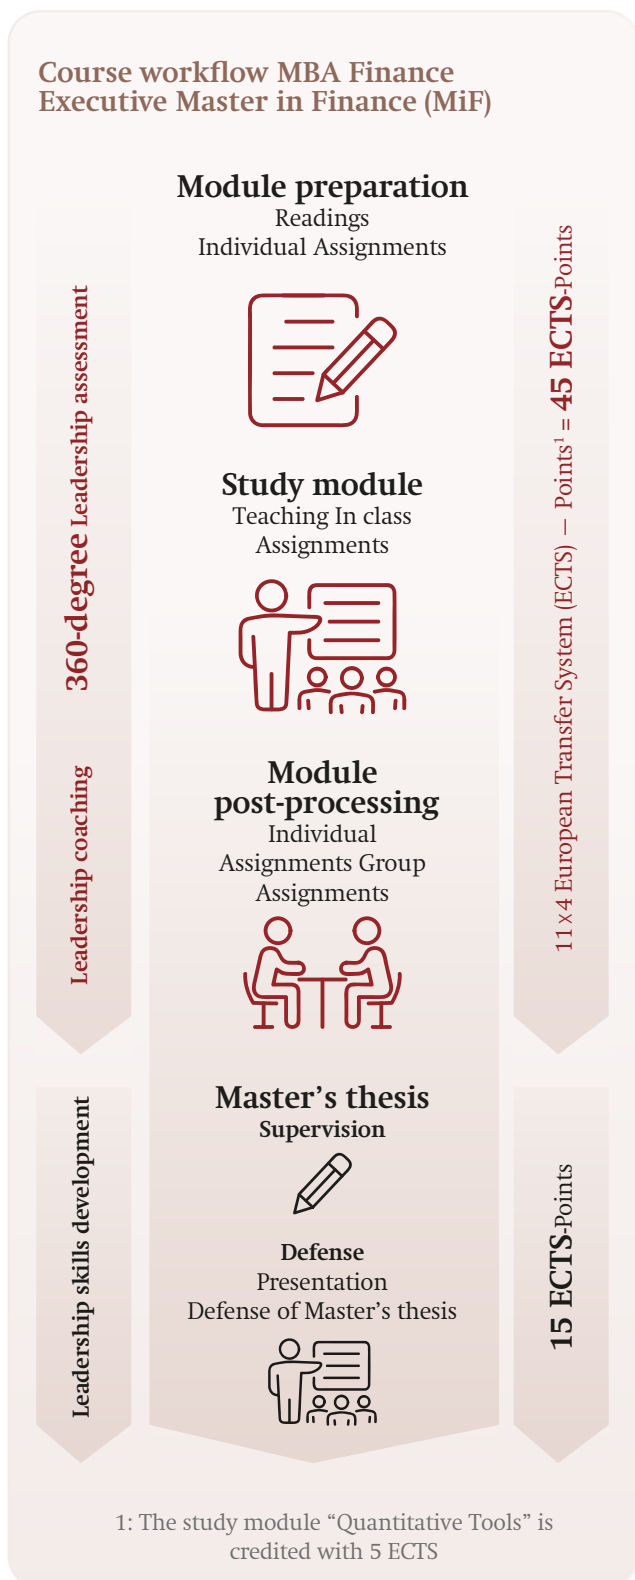 Course workflow MBA Finance
Executive Master in Finance (MiF)
Module preparation
Readings
Individual Assignments
360-degree Leadership assessment
11x4 European Transfer System (ECTS) — Points¹ = 45 ECTS-Points
Study module
Teaching In class
Assignments
Leadership coaching
Module
post-processing
Individual
Assignments Group
Assignments
Master’s thesis
Supervision
Leadership skills development
15 ECTS-Points
Defense
Presentation
Defense of Master’s thesis
1: The study module “Quantitative Tools” is
credited with 5 ECTS